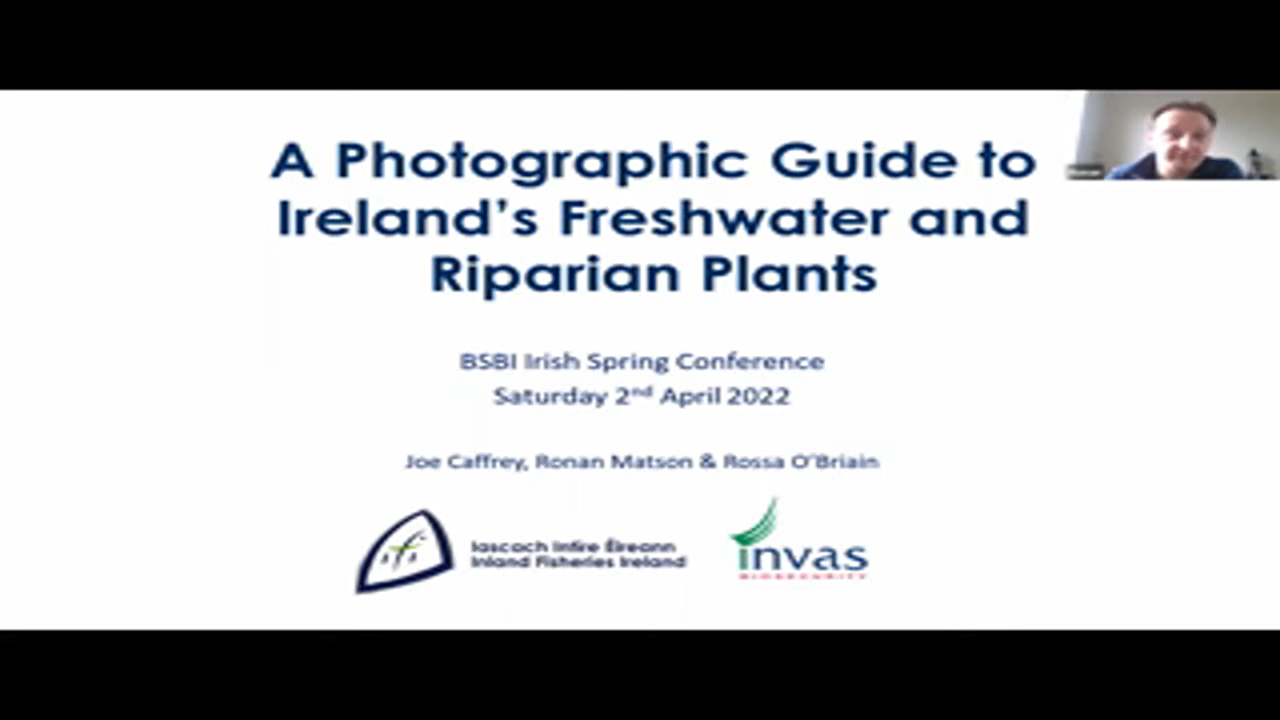 A Photographic Guide to
Ireland's Freshwater and
Riparian Plants
BSBI Irish Spring Conference
Saturday 2nd April 2022
Joe Caffrey, Ronan Matson & Rossa O'Briain
Iascach Intíre Éireann
Inland Fisheries Ireland
invas
BIOSECURITY